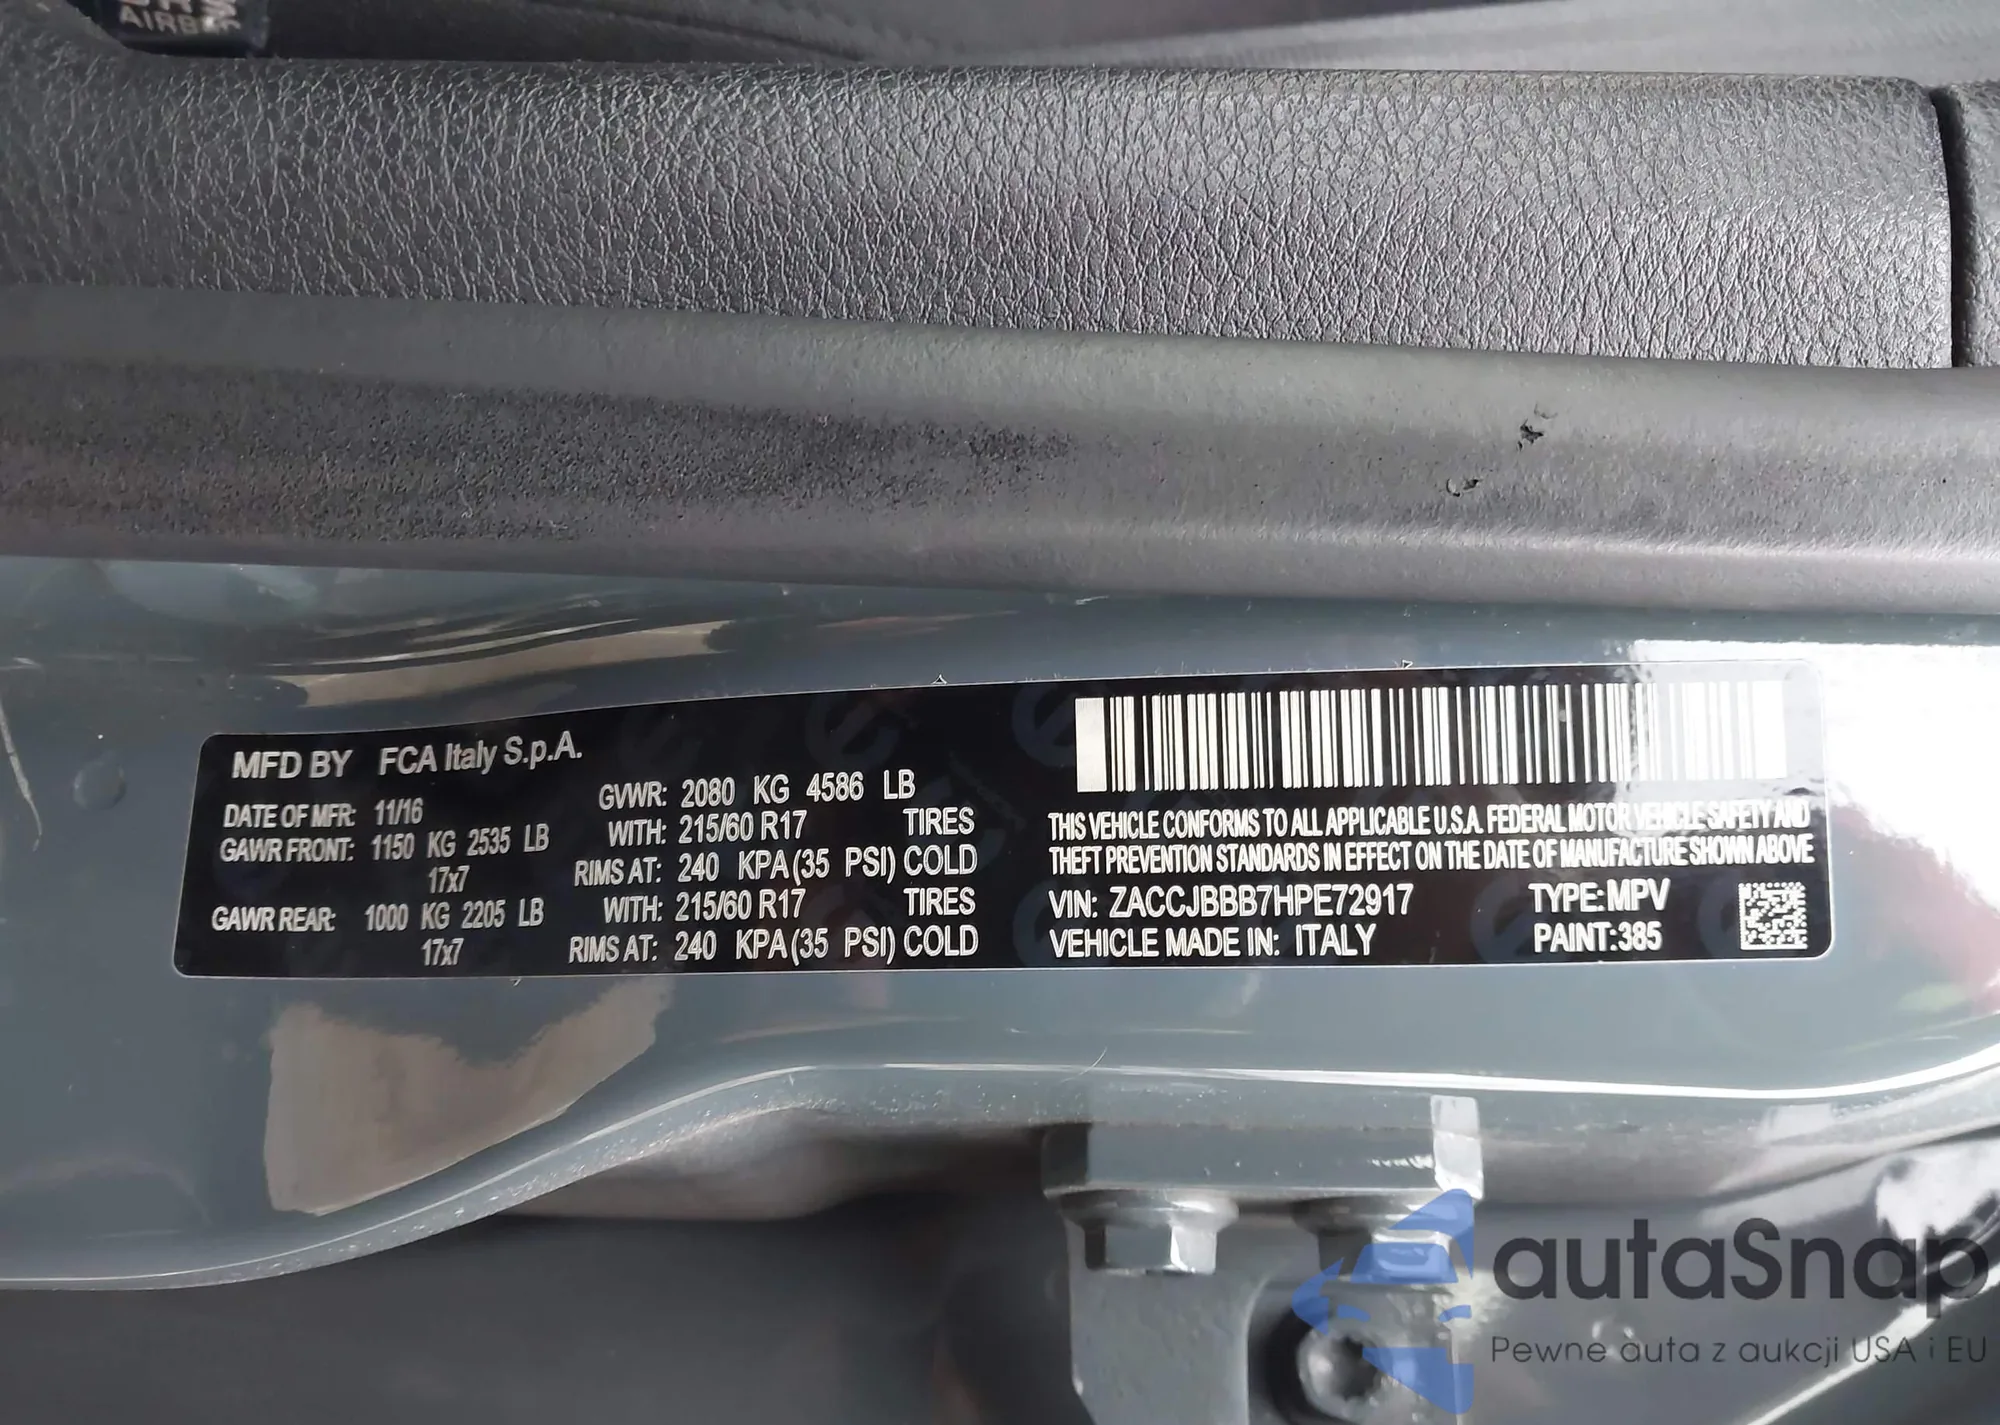 AIRBAG
MFD BY FCA Italy S.p.A.
DATE OF MFR: 11/16
GVWR: 2080 KG 4586 LB
GAWR FRONT: 1150 KG 2535 LB
WITH: 215/60 R17 TIRES
17x7
RIMS AT: 240 KPA(35 PSI) COLD
GAWR REAR: 1000 KG 2205 LB
WITH: 215/60 R17 TIRES
17x7
RIMS AT: 240 KPA(35 PSI) COLD
THIS VEHICLE CONFORMS TO ALL APPLICABLE U.S.A. FEDERAL MOTOR VEHICLE SAFETY AND
THEFT PREVENTION STANDARDS IN EFFECT ON THE DATE OF MANUFACTURE SHOWN ABOVE
VIN: ZACCJBBB7HPE72917 TYPE:MPV
VEHICLE MADE IN: ITALY PAINT:385
autaSnap
Pewne auta z aukcji USA i EU